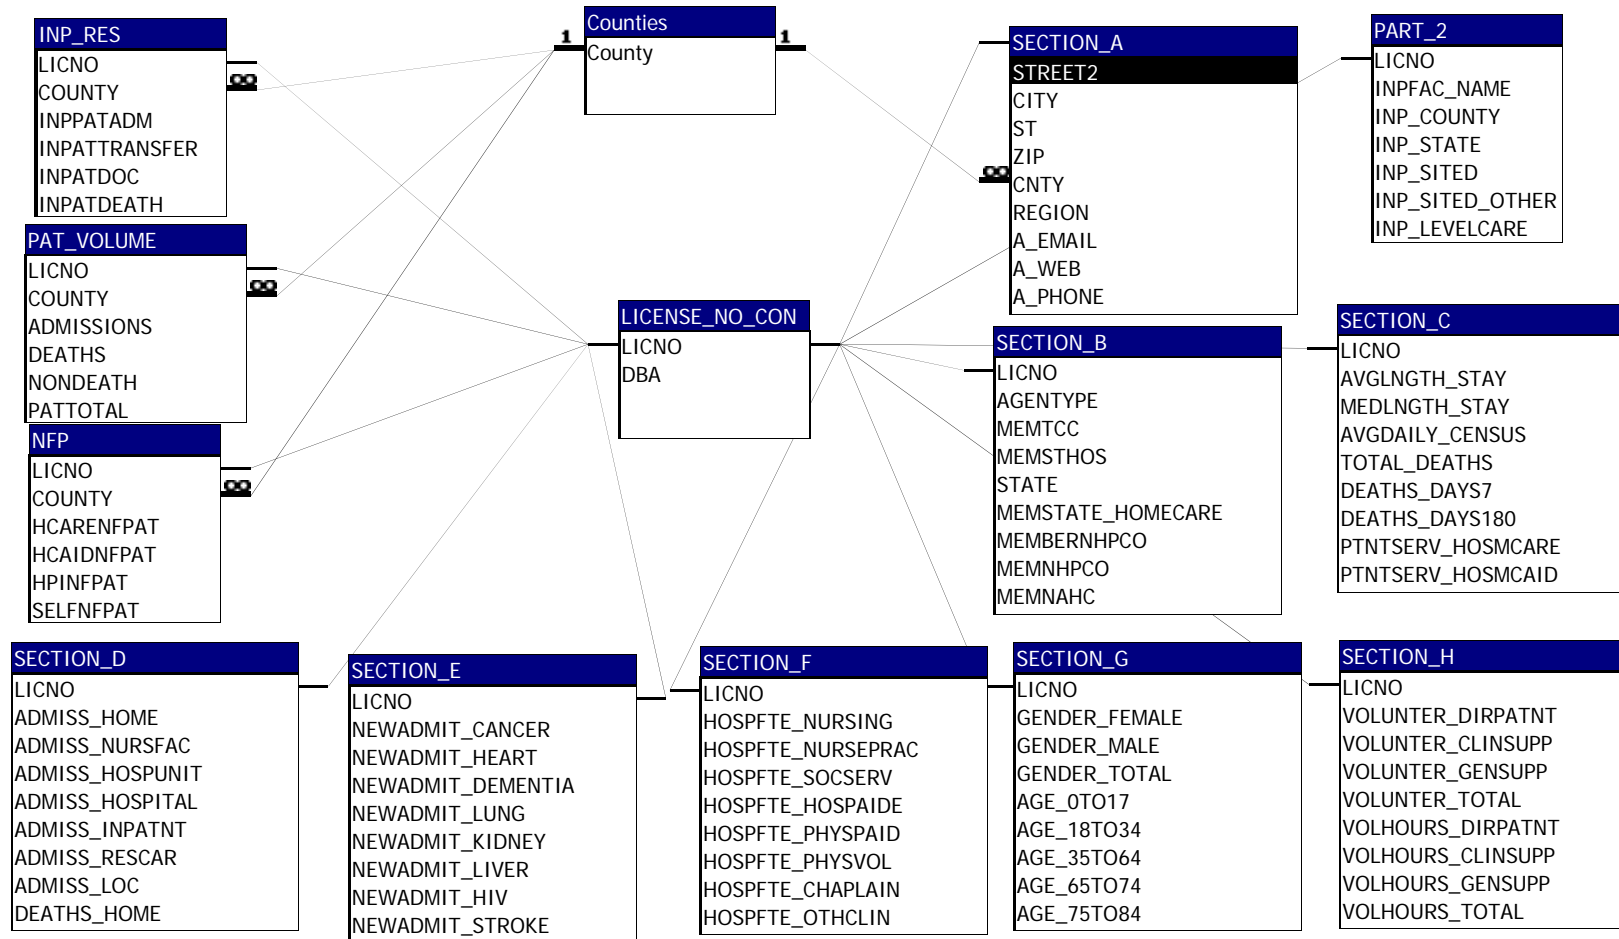 INP_RES
LICNO
COUNTY
INPPATADM
INPATTRANSFER
INPATDOC
INPATDEATH
1
Counties
County
1
SECTION_A
STREET2
CITY
ST
ZIP
CNTY
REGION
A_EMAIL
A_WEB
A_PHONE
PART_2
LICNO
INPFAC_NAME
INP_COUNTY
INP_STATE
INP_SITED
INP_SITED_OTHER
INP_LEVELCARE
∞
∞
PAT_VOLUME
LICNO
COUNTY
ADMISSIONS
DEATHS
NONDEATH
PATTOTAL
∞
LICENSE_NO_CON
LICNO
DBA
SECTION_B
LICNO
AGENTYPE
MEMTCC
MEMSTHOS
STATE
MEMSTATE_HOMECARE
MEMBERNHPCO
MEMNHPCO
MEMNAHC
SECTION_C
LICNO
AVGLNGTH_STAY
MEDLNGTH_STAY
AVGDAILY_CENSUS
TOTAL_DEATHS
DEATHS_DAYS7
DEATHS_DAYS180
PTNTSERV_HOSMCARE
PTNTSERV_HOSMCAID
NFP
LICNO
COUNTY
HCARENFPAT
HCAIDNFPAT
HPINFPAT
SELFNFPAT
∞
SECTION_D
LICNO
ADMISS_HOME
ADMISS_NURSFAC
ADMISS_HOSPUNIT
ADMISS_HOSPITAL
ADMISS_INPATNT
ADMISS_RESCAR
ADMISS_LOC
DEATHS_HOME
SECTION_E
LICNO
NEWADMIT_CANCER
NEWADMIT_HEART
NEWADMIT_DEMENTIA
NEWADMIT_LUNG
NEWADMIT_KIDNEY
NEWADMIT_LIVER
NEWADMIT_HIV
NEWADMIT_STROKE
SECTION_F
LICNO
HOSPFTE_NURSING
HOSPFTE_NURSEPRAC
HOSPFTE_SOCSERV
HOSPFTE_HOSPAIDE
HOSPFTE_PHYSPAID
HOSPFTE_PHYSVOL
HOSPFTE_CHAPLAIN
HOSPFTE_OTHCLIN
SECTION_G
LICNO
GENDER_FEMALE
GENDER_MALE
GENDER_TOTAL
AGE_0TO17
AGE_18TO34
AGE_35TO64
AGE_65TO74
AGE_75TO84
SECTION_H
LICNO
VOLUNTER_DIRPATNT
VOLUNTER_CLINSUPP
VOLUNTER_GENSUPP
VOLUNTER_TOTAL
VOLHOURS_DIRPATNT
VOLHOURS_CLINSUPP
VOLHOURS_GENSUPP
VOLHOURS_TOTAL